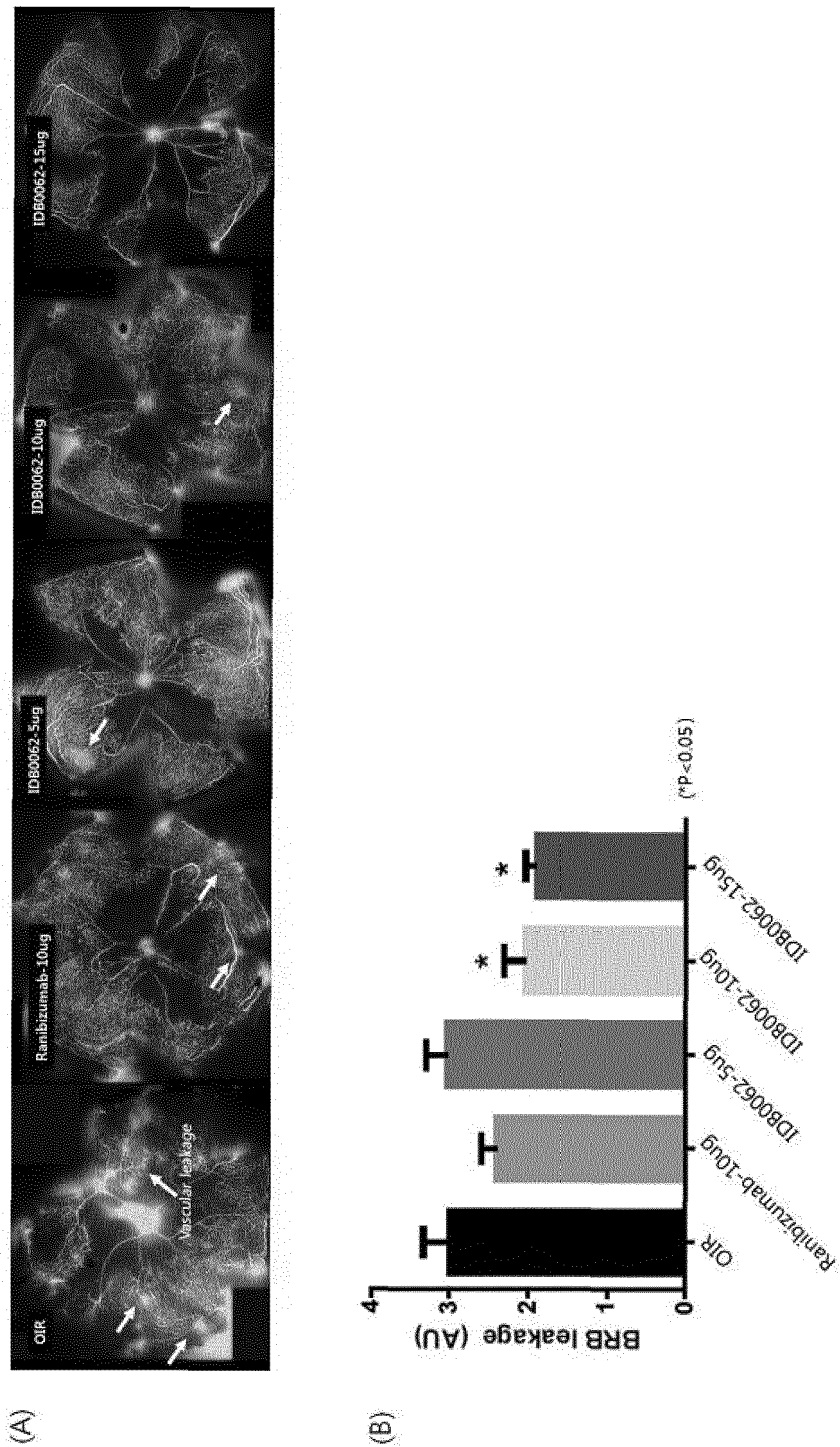 (A)
OIR
Vascular leakage
Ranibizumab-10ug
IDB0062-5ug
IDB0062-10ug
IDB0062-15ug
(B)
BRB leakage (AU)
4
3
2
1
0
*
*
OIR
Ranibizumab-10ug
IDB0062-5ug
IDB0062-10ug
IDB0062-15ug
(*P<0.05)